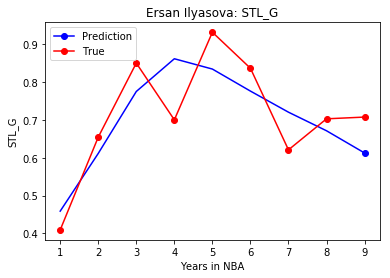 Ersan Ilyasova: STL_G
Prediction
True
STL_G
0.9
0.8
0.7
0.6
0.5
0.4
1 2 3 4 5 6 7 8 9
Years in NBA